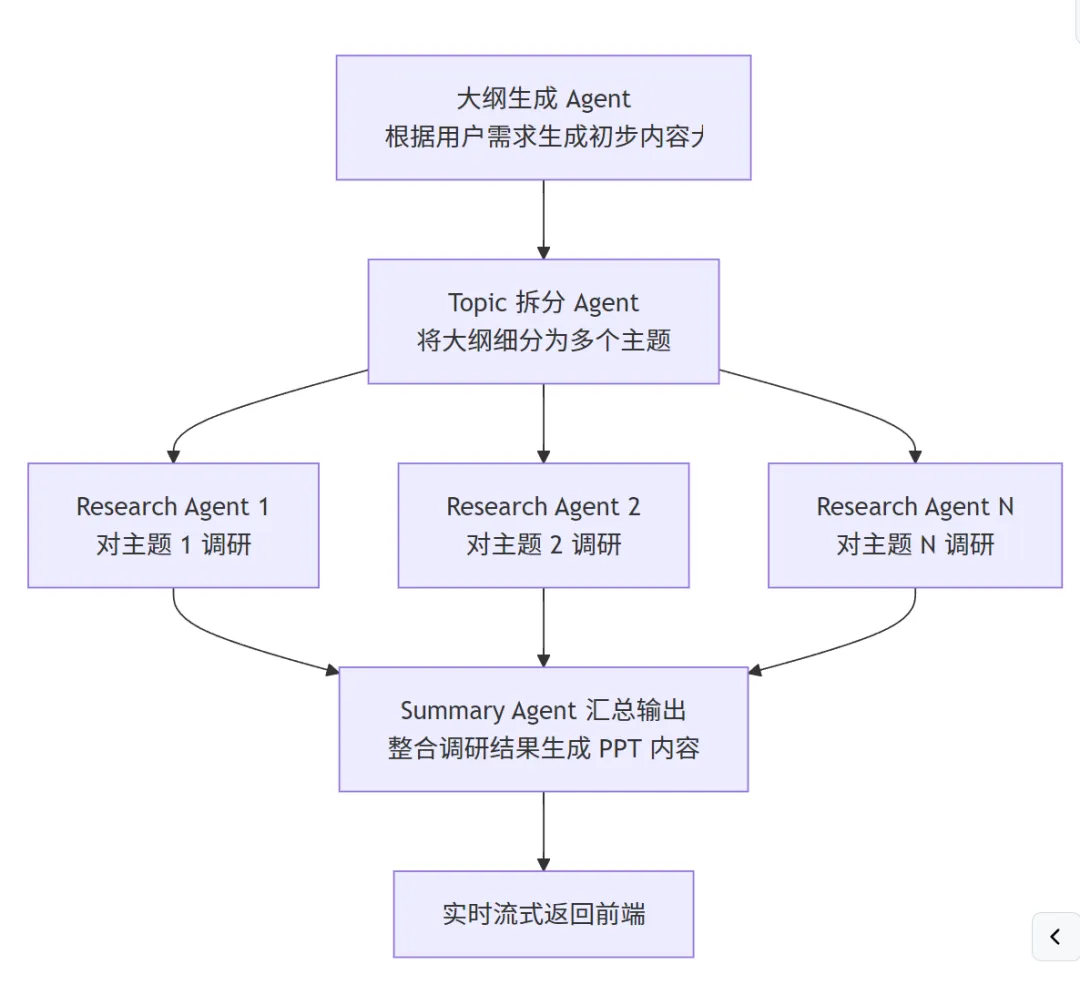 大纲生成 Agent
根据用户需求生成初步内容
Topic 拆分 Agent
将大纲细分为多个主题
Research Agent 1
对主题 1 调研
Research Agent 2
对主题 2 调研
Research Agent N
对主题 N 调研
Summary Agent 汇总输出
整合调研结果生成 PPT 内容
实时流式返回前端